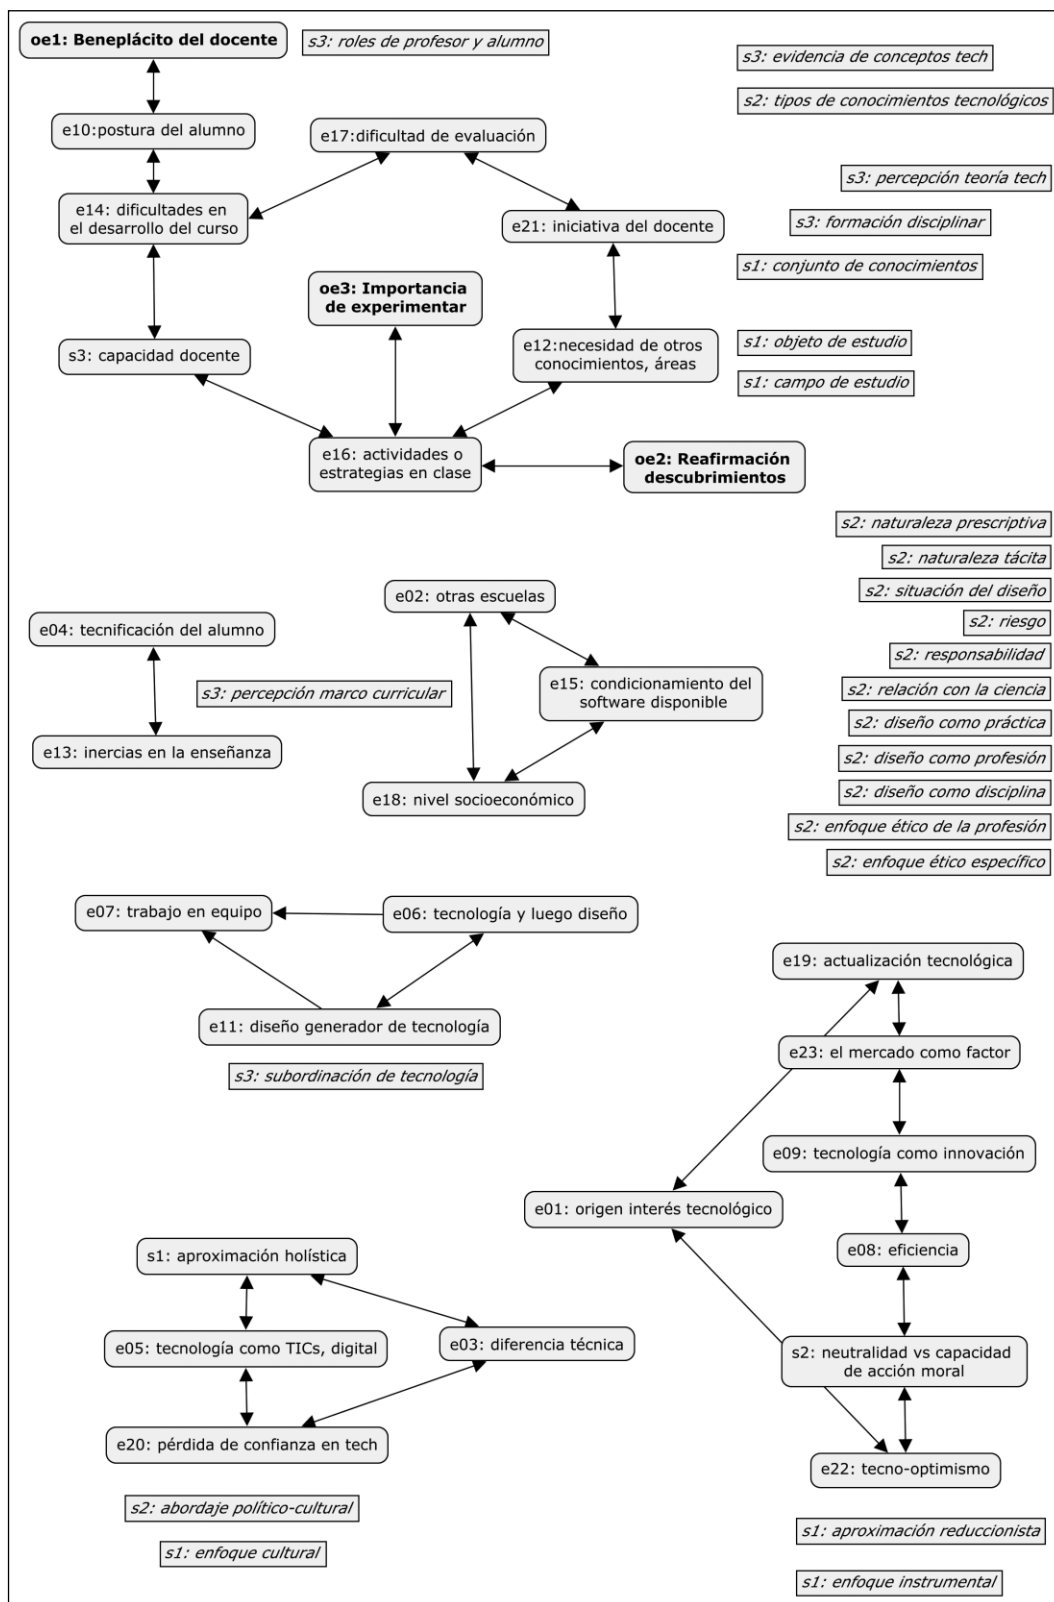 oe1: Beneplácito del docente
s3: roles de profesor y alumno
s3: evidencia de conceptos tech
s2: tipos de conocimientos tecnológicos
e10:postura del alumno
e17:dificultad de evaluación
s3: percepción teoría tech
e14: dificultades en
el desarrollo del curso
e21: iniciativa del docente
s3: formación disciplinar
s1: conjunto de conocimientos
oe3: Importancia
de experimentar
s3: capacidad docente
e12:necesidad de otros
conocimientos, áreas
s1: objeto de estudio
s1: campo de estudio
e16: actividades o
estrategias en clase
oe2: Reafirmación
descubrimientos
s2: naturaleza prescriptiva
s2: naturaleza tácita
s2: situación del diseño
s2: riesgo
s2: responsabilidad
s2: relación con la ciencia
s2: diseño como práctica
s2: diseño como profesión
s2: diseño como disciplina
s2: enfoque ético de la profesión
s2: enfoque ético específico
e02: otras escuelas
e04: tecnificación del alumno
s3: percepción marco curricular
e15: condicionamiento del
software disponible
e13: inercias en la enseñanza
e18: nivel socioeconómico
e07: trabajo en equipo
e06: tecnología y luego diseño
e11: diseño generador de tecnología
s3: subordinación de tecnología
e19: actualización tecnológica
e23: el mercado como factor
e09: tecnología como innovación
e01: origen interés tecnológico
e08: eficiencia
s2: neutralidad vs capacidad
de acción moral
e22: tecno-optimismo
s1: aproximación holística
e05: tecnología como TICs, digital
e03: diferencia técnica
e20: pérdida de confianza en tech
s2: abordaje político-cultural
s1: enfoque cultural
s1: aproximación reduccionista
s1: enfoque instrumental